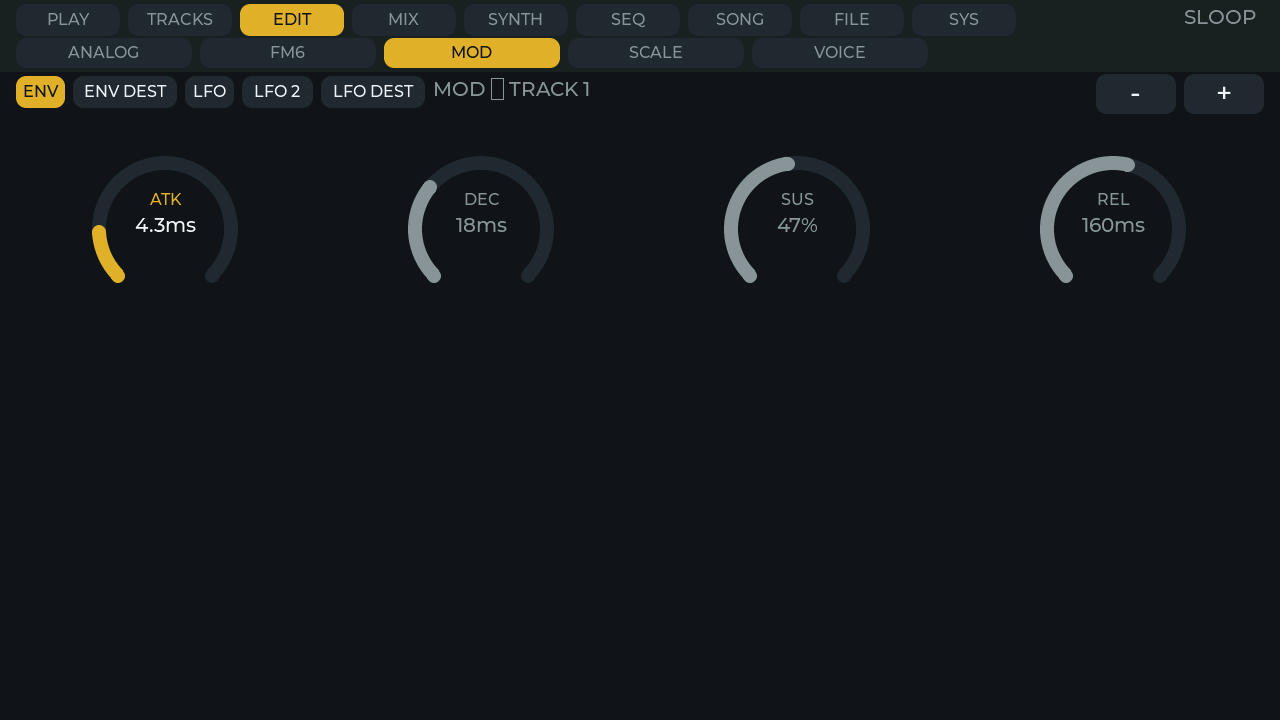 PLAY TRACKS EDIT MIX SYNTH SEQ SONG FILE SYS SLOOP
ANALOG FM6 MOD SCALE VOICE
ENV ENV DEST LFO LFO 2 LFO DEST MOD TRACK 1 - +
ATK DEC SUS REL
4.3ms 18ms 47% 160ms